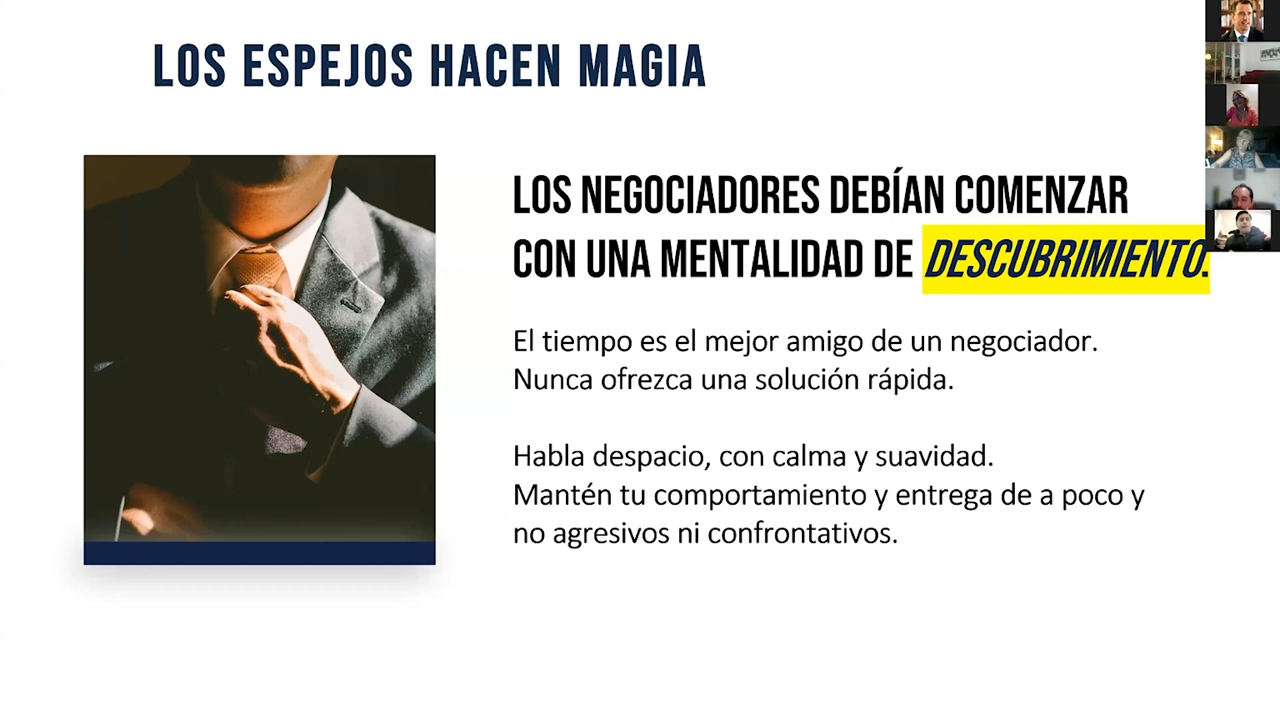 LOS ESPEJOS HACEN MAGIA
LOS NEGOCIADORES DEBÍAN COMENZAR
CON UNA MENTALIDAD DE DESCUBRIMIENTO.
El tiempo es el mejor amigo de un negociador.
Nunca ofrezca una solución rápida.
Habla despacio, con calma y suavidad.
Mantén tu comportamiento y entrega de a poco y
no agresivos ni confrontativos.